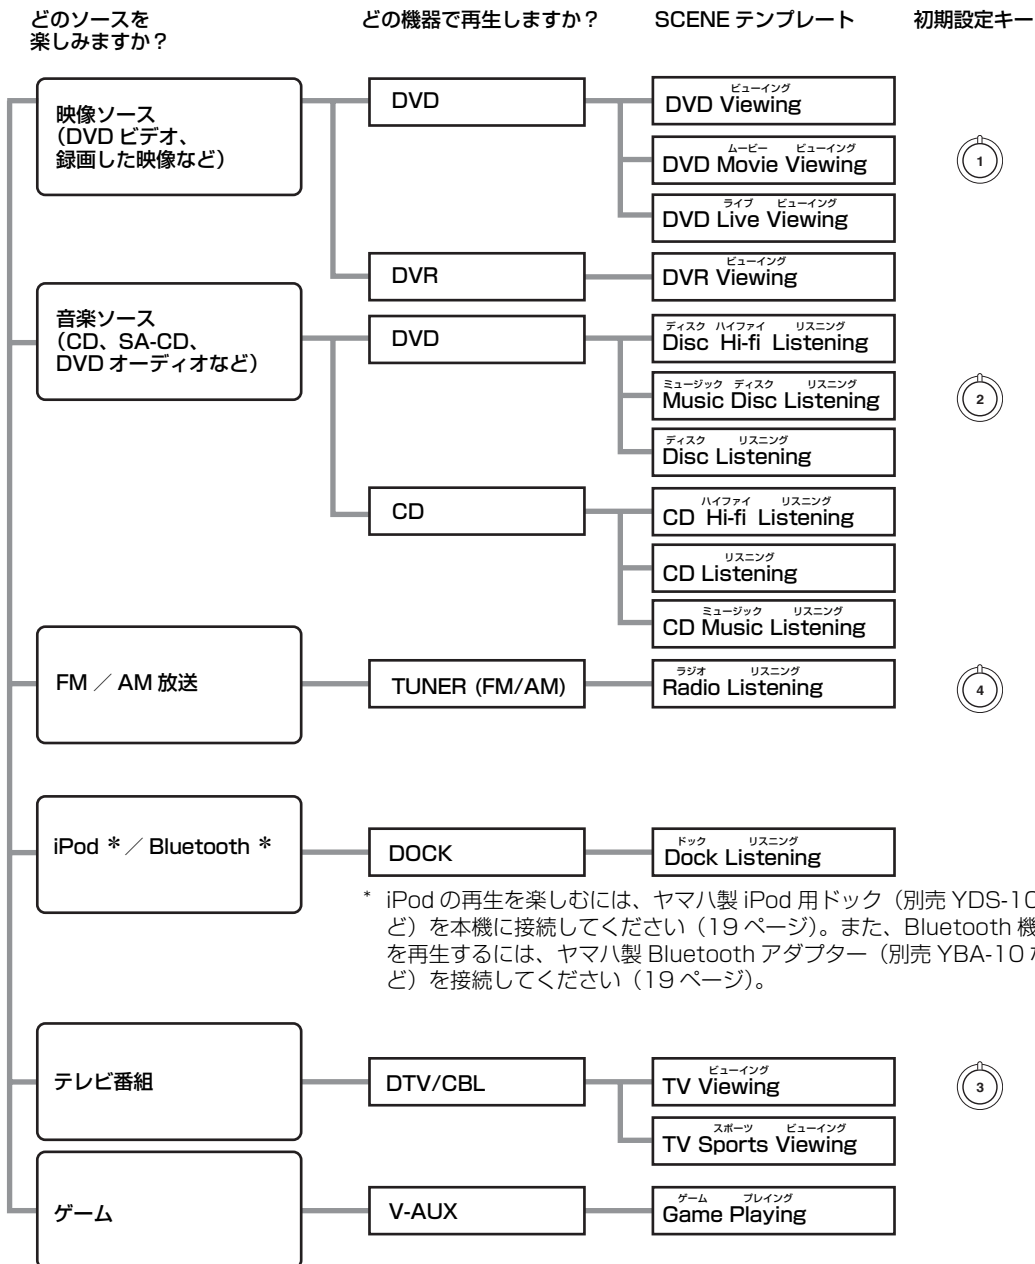 どのソースを
楽しみますか？
どの機器で再生しますか？
SCENE テンプレート
初期設定キー
映像ソース
（DVD ビデオ、
録画した映像など）
DVD
ビューイング
DVD Viewing
ムービー ビューイング
DVD Movie Viewing
1
ライブ ビューイング
DVD Live Viewing
DVR
ビューイング
DVR Viewing
音楽ソース
（CD、SA-CD、
DVD オーディオなど）
DVD
ディスク ハイファイ リスニング
Disc Hi-fi Listening
ミュージック ディスク リスニング
Music Disc Listening
2
ディスク リスニング
Disc Listening
CD
ハイファイ リスニング
CD Hi-fi Listening
リスニング
CD Listening
ミュージック リスニング
CD Music Listening
FM ／ AM 放送
TUNER (FM/AM)
ラジオ リスニング
Radio Listening
4
iPod ＊／ Bluetooth ＊
DOCK
ドック リスニング
Dock Listening
* iPod の再生を楽しむには、ヤマハ製 iPod 用ドック（別売 YDS-10
ど）を本機に接続してください（19 ページ）。また、Bluetooth 機
を再生するには、ヤマハ製 Bluetooth アダプター（別売 YBA-10 な
ど）を接続してください（19 ページ）。
テレビ番組
DTV/CBL
ビューイング
TV Viewing
3
スポーツ ビューイング
TV Sports Viewing
ゲーム
V-AUX
ゲーム プレイング
Game Playing